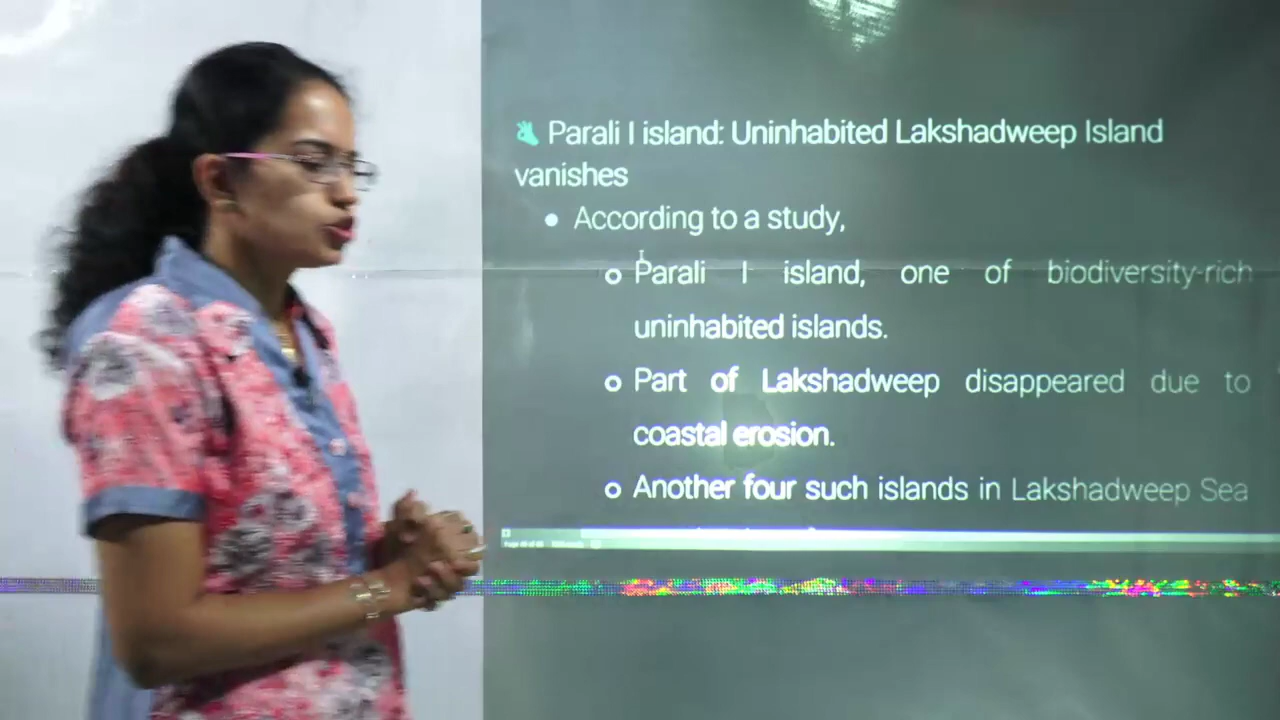 Parali I island: Uninhabited Lakshadweep Island
vanishes
• According to a study,
o Parali I island, one of biodiversity-rich
uninhabited islands.
o Part of Lakshadweep disappeared due to
coastal erosion.
o Another four such islands in Lakshadweep Sea